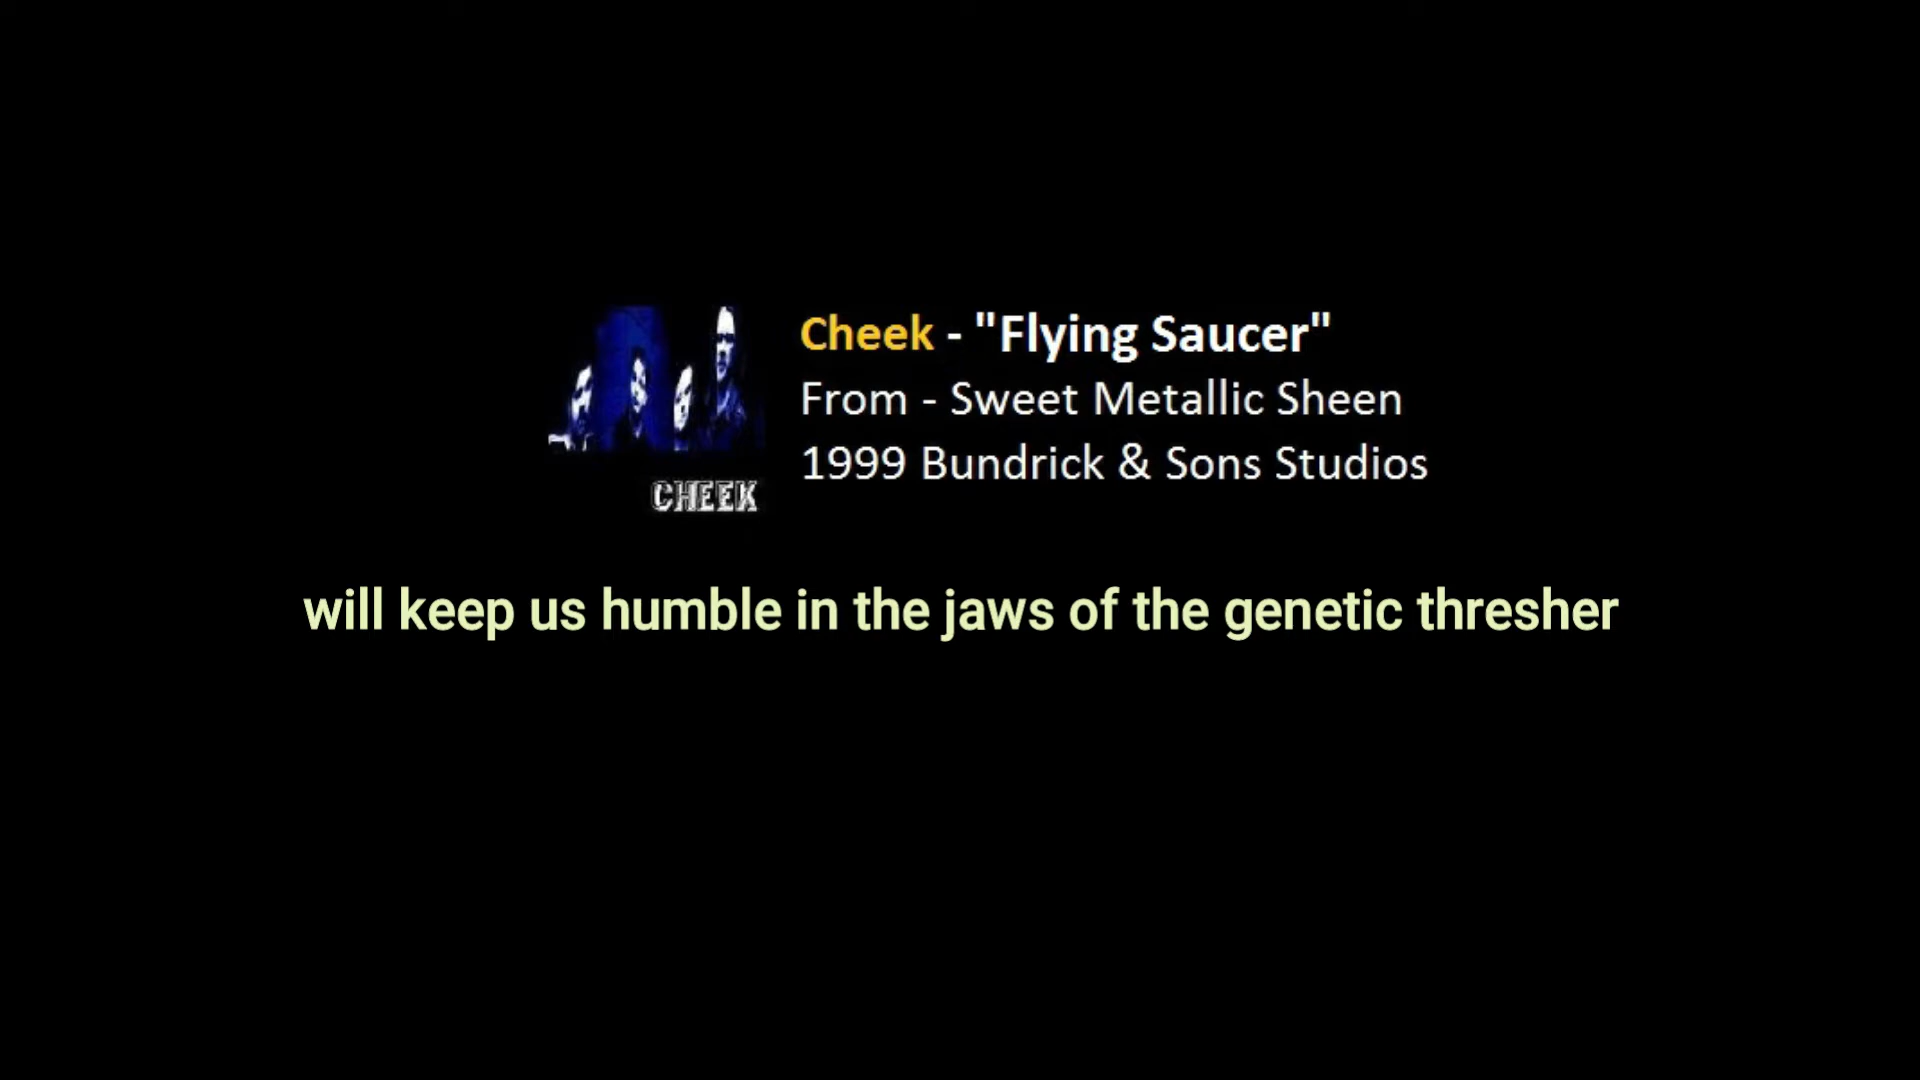 Cheek - "Flying Saucer"
From - Sweet Metallic Sheen
1999 Bundrick & Sons Studios
CHEEK
will keep us humble in the jaws of the genetic thresher